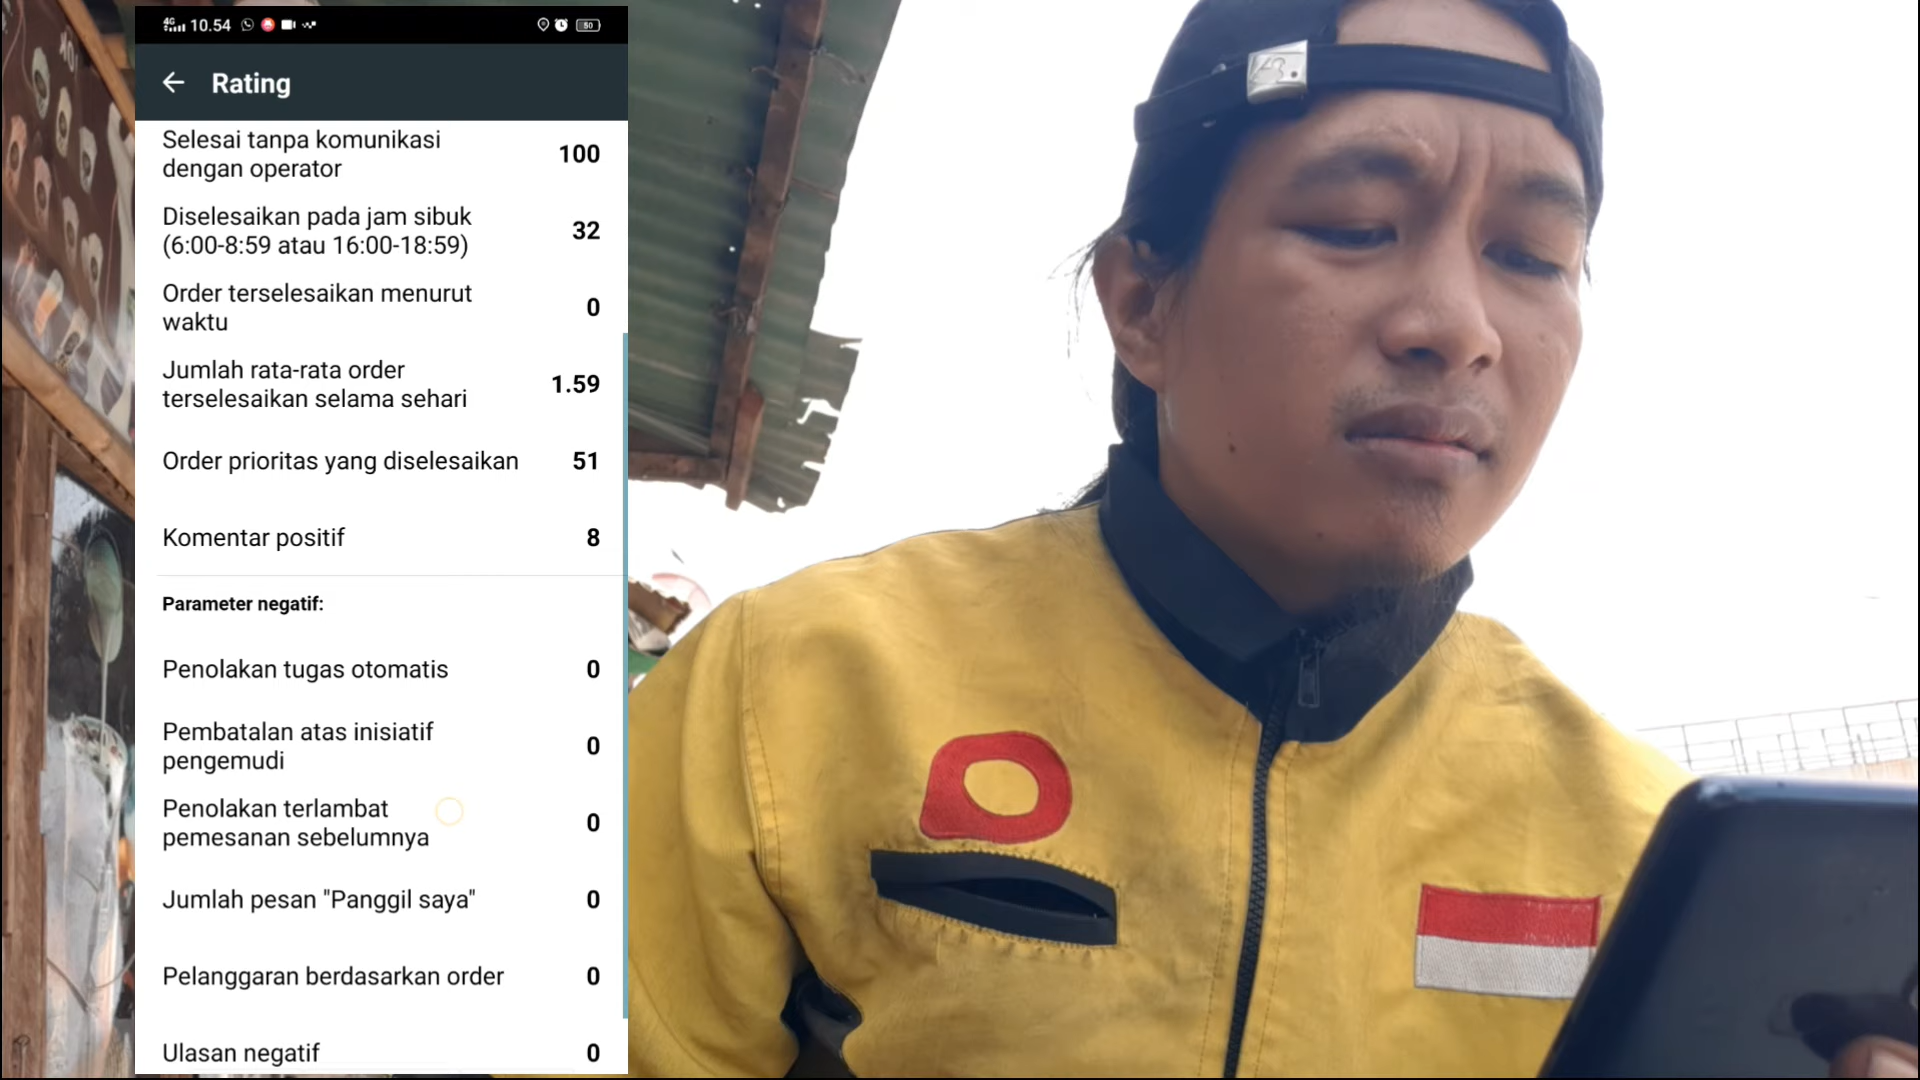 4G 10.54 50
Rating
Selesai tanpa komunikasi
dengan operator
100
Diselesaikan pada jam sibuk
(6:00-8:59 atau 16:00-18:59)
32
Order terselesaikan menurut
waktu
0
Jumlah rata-rata order
terselesaikan selama sehari
1.59
Order prioritas yang diselesaikan
51
Komentar positif
8
Parameter negatif:
Penolakan tugas otomatis
0
Pembatalan atas inisiatif
pengemudi
0
Penolakan terlambat
pemesanan sebelumnya
0
Jumlah pesan "Panggil saya"
0
Pelanggaran berdasarkan order
0
Ulasan negatif
0